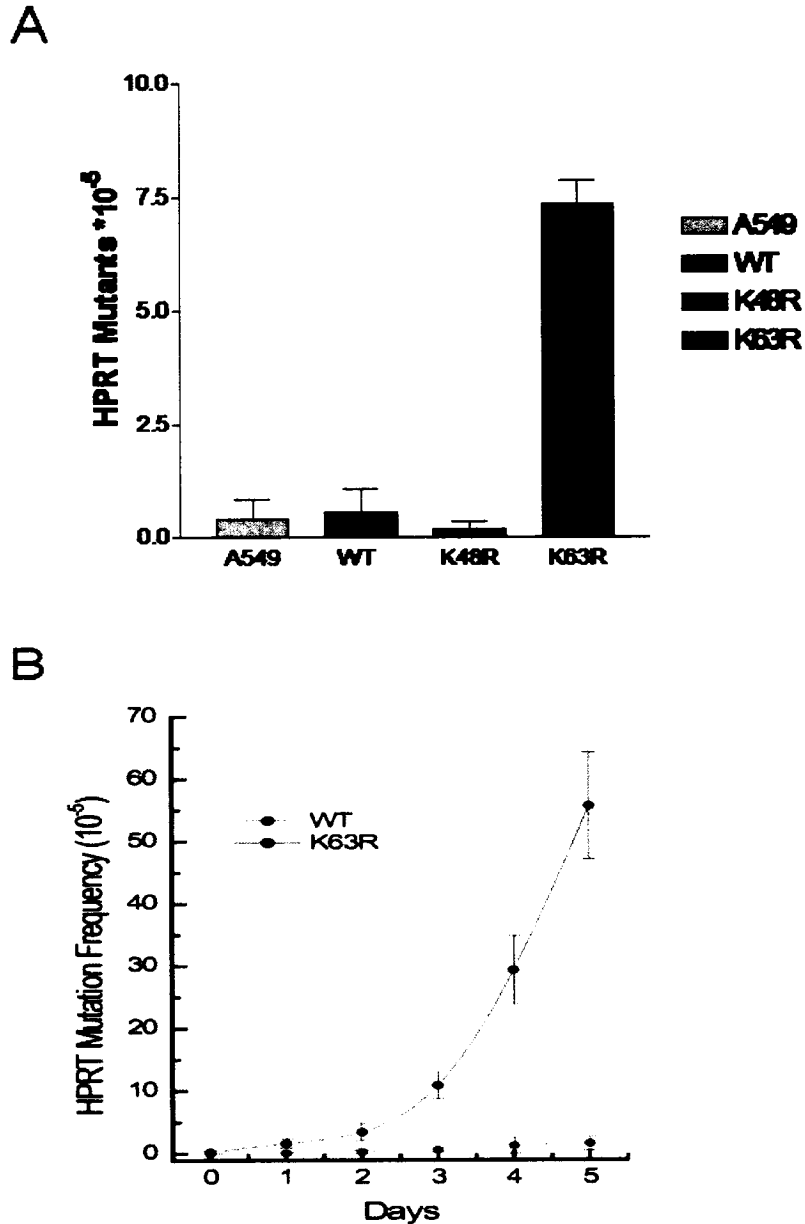 A
10.0
7.5
5.0
2.5
0.0
HPRT Mutants *10-5
A549
WT
K48R
K63R
A549
WT
K48R
K63R
B
70
60
50
40
30
20
10
0
HPRT Mutation Frequency (10-5)
WT
K63R
0 1 2 3 4 5
Days